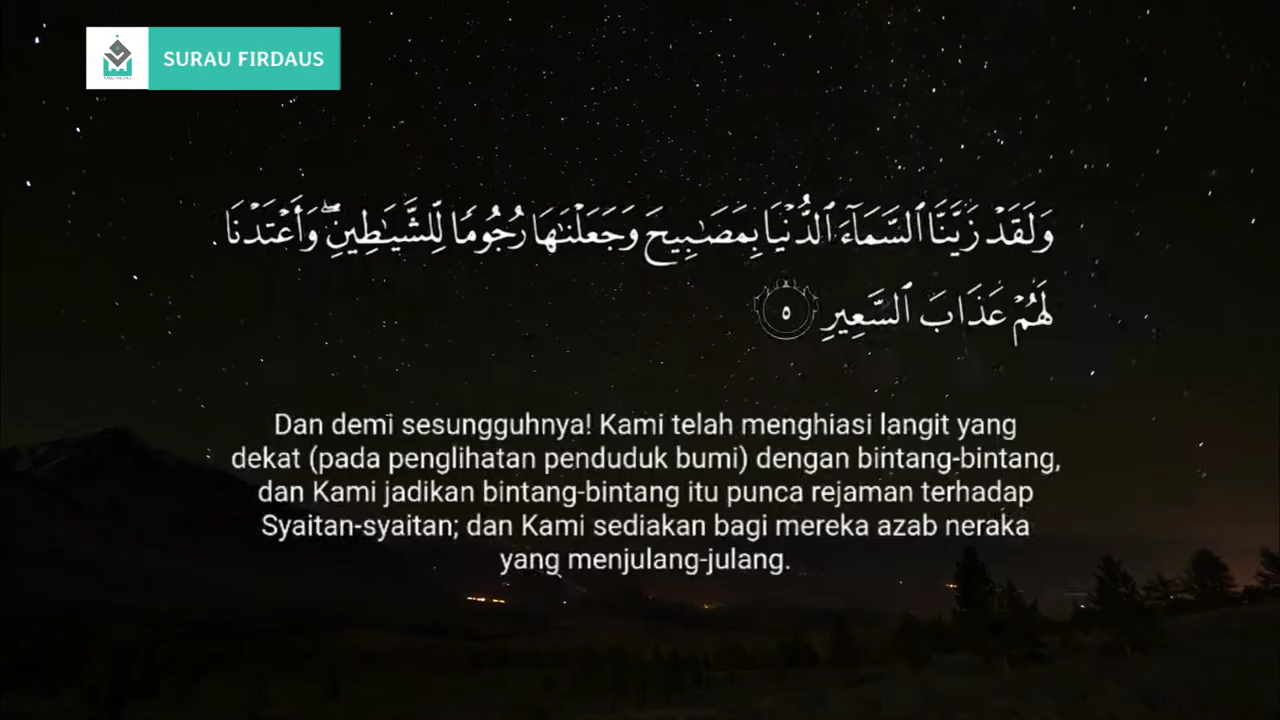 SURAU FIRDAUS
وَلَقَدْ زَيَّنَّا ٱلسَّمَآءَ ٱلدُّنْيَا بِمَصَٰبِيحَ وَجَعَلْنَٰهَا رُجُومًا لِّلشَّيَٰطِينِ ۖ وَأَعْتَدْنَا
لَهُمْ عَذَابَ ٱلسَّعِيرِ ٥
Dan demi sesungguhnya! Kami telah menghiasi langit yang
dekat (pada penglihatan penduduk bumi) dengan bintang-bintang,
dan Kami jadikan bintang-bintang itu punca rejaman terhadap
Syaitan-syaitan; dan Kami sediakan bagi mereka azab neraka
yang menjulang-julang.